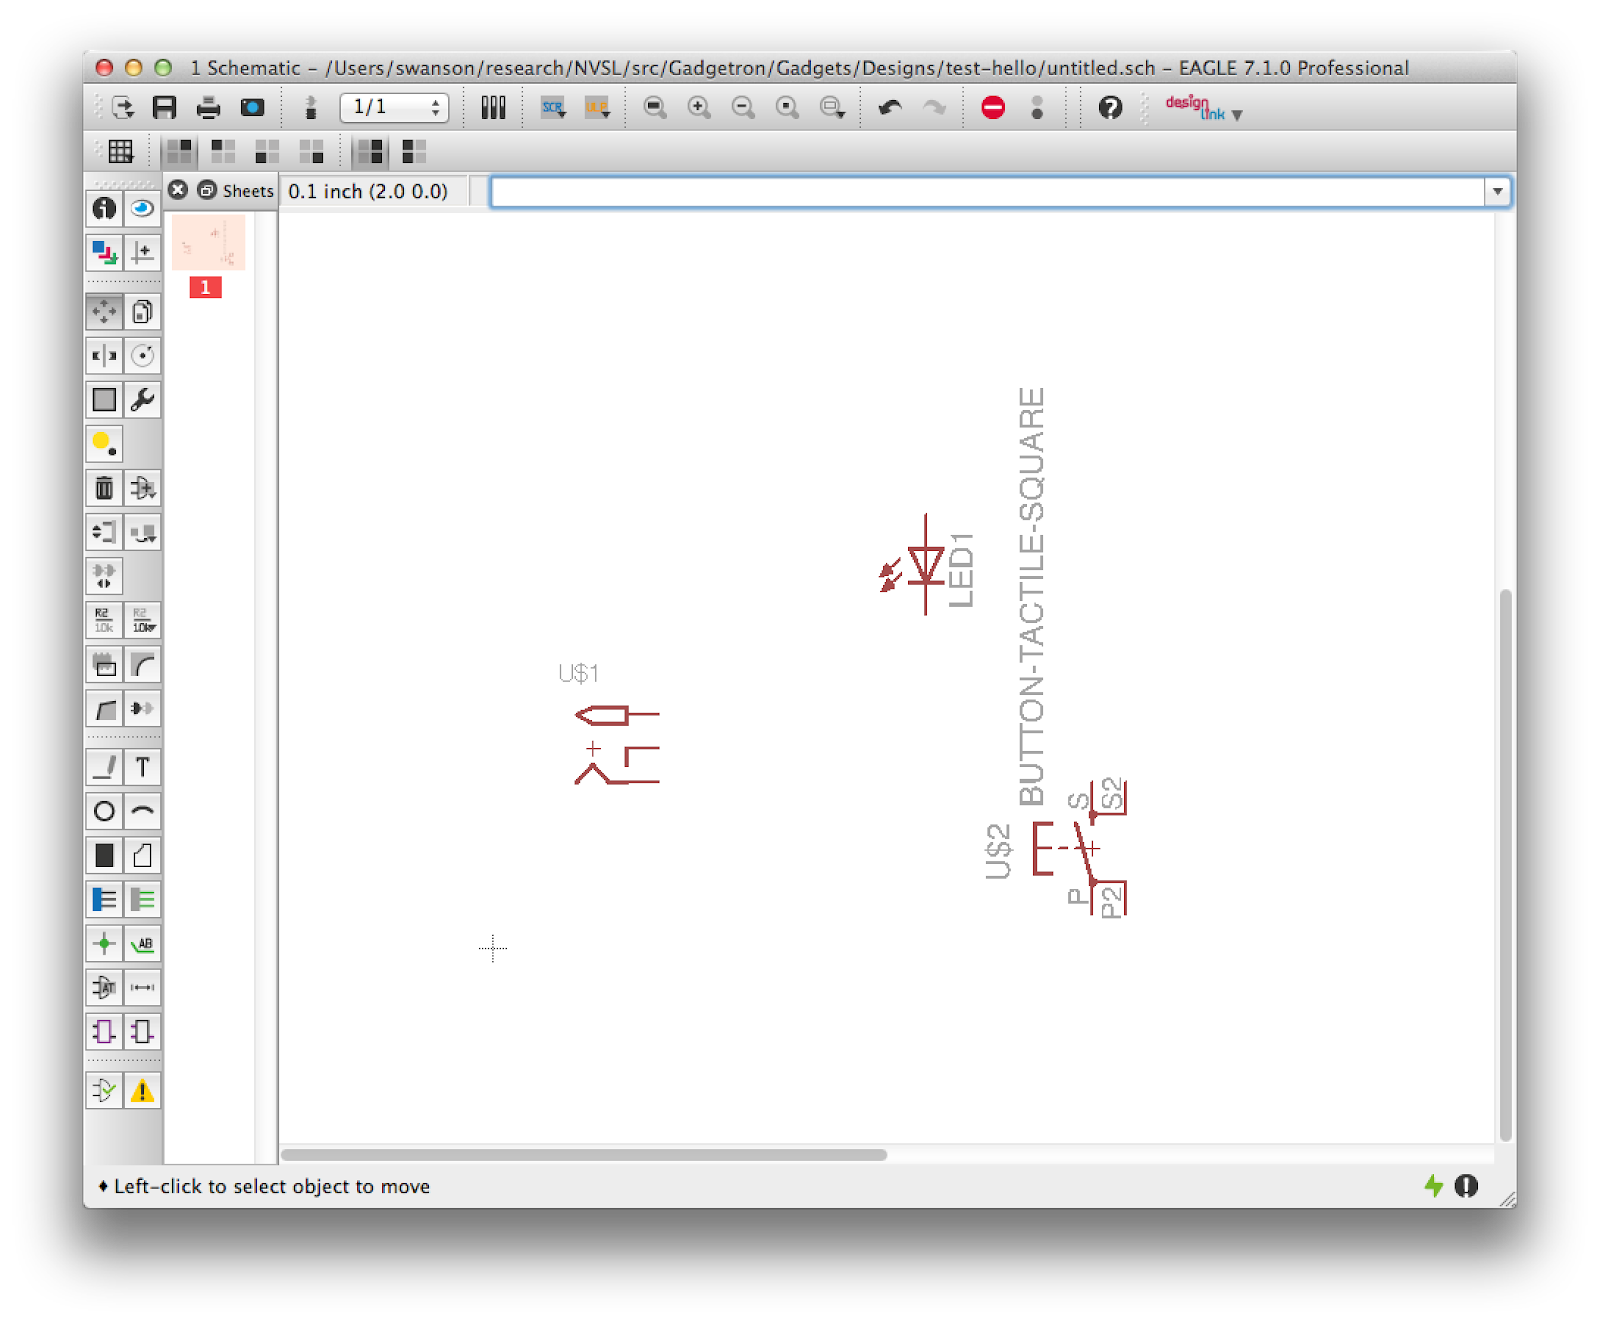 1 Schematic – /Users/swanson/research/NVSL/src/Gadgetron/Gadgets/Designs/test-hello/untitled.sch – EAGLE 7.1.0 Professional
1/1
SCR
ULP
design
link
Sheets
0.1 inch (2.0 0.0)
1
R2
10k
R2
10k
T
AB
AT
BUTTON-TACTILE-SQUARE
LED1
U$1
S
S2
U$2
P
P2
Left-click to select object to move